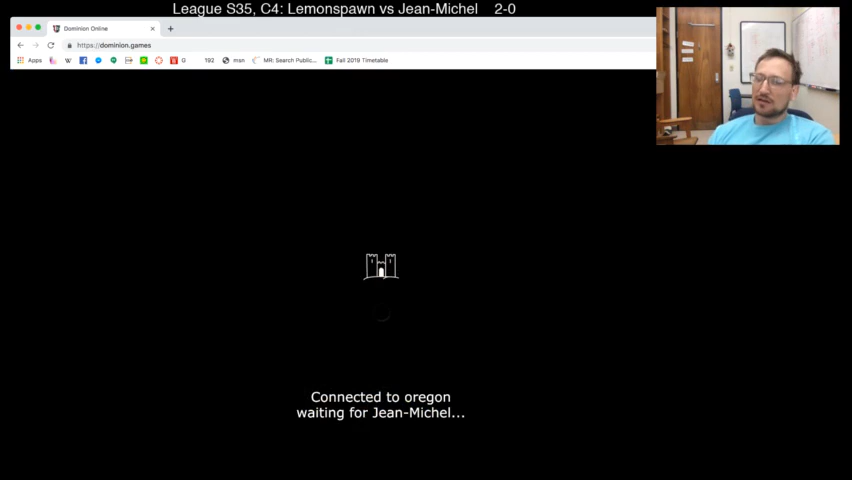 League S35, C4: Lemonspawn vs Jean-Michel 2-0
Dominion Online
https://dominion.games
Apps G 192 msn MR: Search Public... Fall 2019 Timetable
Connected to oregon
waiting for Jean-Michel...